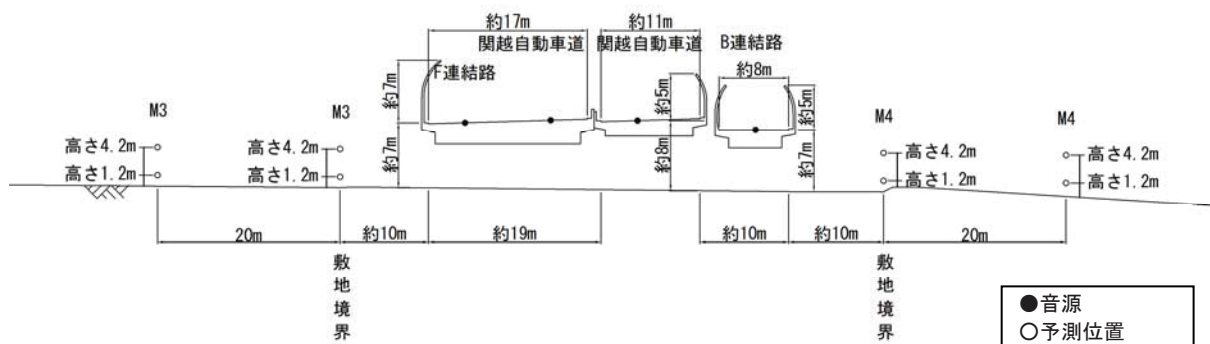 約17m
約11m
関越自動車道
関越自動車道
B連結路
F連結路
約8m
約7m
約5m
約5m
M3
M3
M4
M4
高さ4.2m
高さ1.2m
高さ4.2m
高さ1.2m
約7m
約8m
約7m
高さ4.2m
高さ1.2m
高さ4.2m
高さ1.2m
20m
約10m
約19m
約10m
約10m
20m
敷地境界
敷地境界
●音源
○予測位置